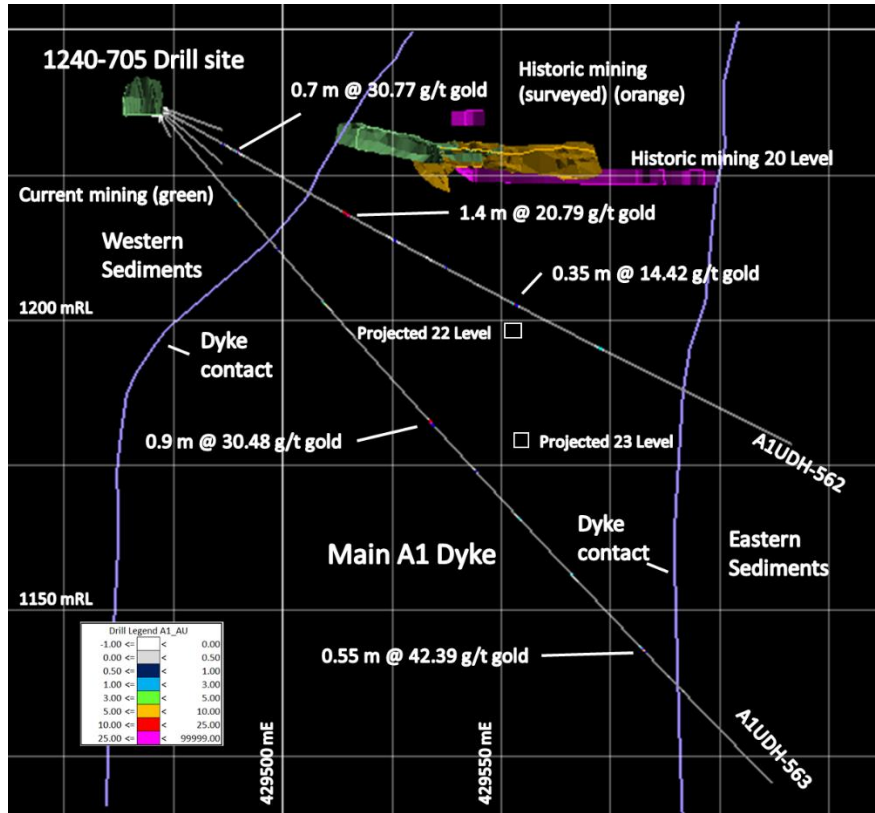 1240-705 Drill site
0.7 m @ 30.77 g/t gold
Historic mining
(surveyed) (orange)
Historic mining 20 Level
Current mining (green)
1.4 m @ 20.79 g/t gold
Western
Sediments
0.35 m @ 14.42 g/t gold
1200 mRL
Projected 22 Level
Dyke
contact
0.9 m @ 30.48 g/t gold
Projected 23 Level
A1UDH-562
Main A1 Dyke
Dyke
contact
Eastern
Sediments
1150 mRL
Drill Legend A1_AU
-1.00 <= < 0.00
0.00 <= < 0.50
0.50 <= < 1.00
1.00 <= < 3.00
3.00 <= < 5.00
5.00 <= < 10.00
10.00 <= < 25.00
25.00 <= < 99999.00
0.55 m @ 42.39 g/t gold
429500 mE
429550 mE
A1UDH-563